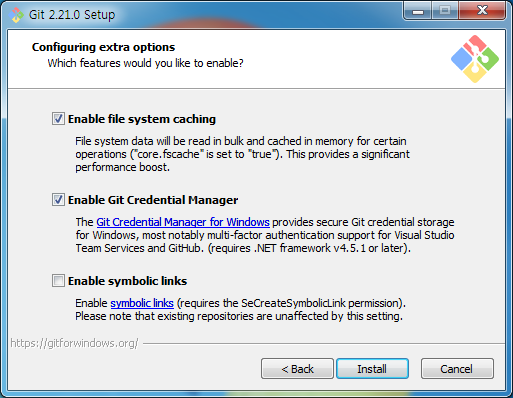 Git 2.21.0 Setup
Configuring extra options
Which features would you like to enable?
Enable file system caching
File system data will be read in bulk and cached in memory for certain
operations ("core.fscache" is set to "true"). This provides a significant
performance boost.
Enable Git Credential Manager
The Git Credential Manager for Windows provides secure Git credential storage
for Windows, most notably multi-factor authentication support for Visual Studio
Team Services and GitHub. (requires .NET framework v4.5.1 or later).
Enable symbolic links
Enable symbolic links (requires the SeCreateSymbolicLink permission).
Please note that existing repositories are unaffected by this setting.
https://gitforwindows.org/
< Back Install Cancel